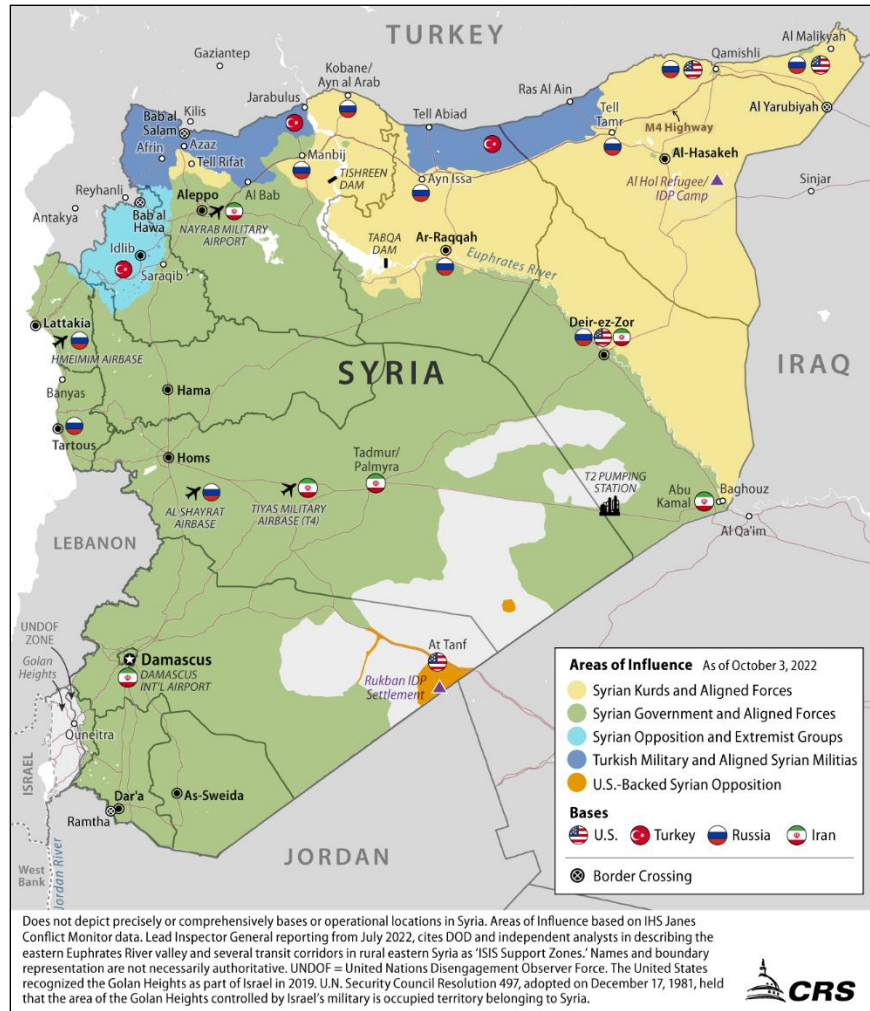 TURKEY
Gaziantep
Al Malikyah
Kobane/
Ayn al Arab
Qamishli
Kilis
Jarabulus
Ras Al Ain
Bab al
Salam
Tell Abiad
Al Yarubiyah
Azaz
Tell
Tamr
M4 Highway
Afrin
Tell Rifat
Manbij
Al-Hasakeh
TISHREEN
DAM
Reyhanli
Al Bab
Ayn Issa
Al Hol Refugee/
IDP Camp
Sinjar
Antakya
Bab al
Hawa
Aleppo
NAYRAB MILITARY
AIRPORT
TABQA
DAM
Ar-Raqqah
Idlib
Euphrates River
Saraqib
Lattakia
Deir-ez-Zor
HMEIMIM AIRBASE
SYRIA
IRAQ
Banyas
Hama
Tartous
Homs
Tadmur/
Palmyra
T2 PUMPING
STATION
AL SHAYRAT
AIRBASE
TIYAS MILITARY
AIRBASE (T4)
Abu
Kamal
Baghouz
Al Qa'im
LEBANON
UNDOF
ZONE
At Tanf
Golan
Heights
Damascus
DAMASCUS
INT'L AIRPORT
Rukban IDP
Settlement
Quneitra
ISRAEL
Dar'a
As-Sweida
Ramtha
JORDAN
West
Bank
Jordan River
Areas of Influence As of October 3, 2022
Syrian Kurds and Aligned Forces
Syrian Government and Aligned Forces
Syrian Opposition and Extremist Groups
Turkish Military and Aligned Syrian Militias
U.S.-Backed Syrian Opposition
Bases
U.S. Turkey Russia Iran
Border Crossing
Does not depict precisely or comprehensively bases or operational locations in Syria. Areas of Influence based on IHS Janes
Conflict Monitor data. Lead Inspector General reporting from July 2022, cites DOD and independent analysts in describing the
eastern Euphrates River valley and several transit corridors in rural eastern Syria as 'ISIS Support Zones.' Names and boundary
representation are not necessarily authoritative. UNDOF = United Nations Disengagement Observer Force. The United States
recognized the Golan Heights as part of Israel in 2019. U.N. Security Council Resolution 497, adopted on December 17, 1981, held
that the area of the Golan Heights controlled by Israel's military is occupied territory belonging to Syria.
CRS